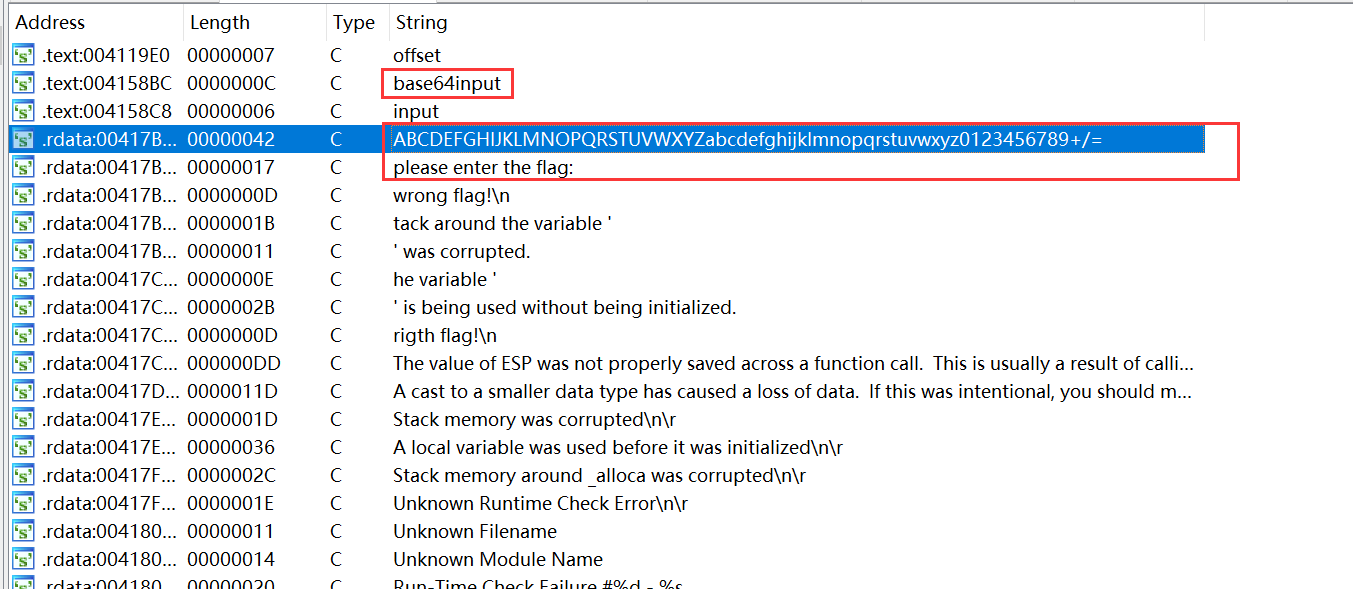 Address Length Type String
.text:004119E0 00000007 C offset
.text:004158BC 0000000C C base64input
.text:004158C8 00000006 C input
.rdata:00417B... 00000042 C ABCDEFGHIJKLMNOPQRSTUVWXYZabcdefghijklmnopqrstuvwxyz0123456789+/=
.rdata:00417B... 00000017 C please enter the flag:
.rdata:00417B... 0000000D C wrong flag!\n
.rdata:00417B... 0000001B C tack around the variable '
.rdata:00417B... 00000011 C ' was corrupted.
.rdata:00417C... 0000000E C he variable '
.rdata:00417C... 0000002B C ' is being used without being initialized.
.rdata:00417C... 0000000D C rigth flag!\n
.rdata:00417C... 000000DD C The value of ESP was not properly saved across a function call.  This is usually a result of calli...
.rdata:00417D... 0000011D C A cast to a smaller data type has caused a loss of data.  If this was intentional, you should m...
.rdata:00417E... 0000001D C Stack memory was corrupted\n\r
.rdata:00417E... 00000036 C A local variable was used before it was initialized\n\r
.rdata:00417F... 0000002C C Stack memory around _alloca was corrupted\n\r
.rdata:00417F... 0000001E C Unknown Runtime Check Error\n\r
.rdata:004180... 00000011 C Unknown Filename
.rdata:004180... 00000014 C Unknown Module Name
.rdata:004180... 00000020 C Run-Time Check Failure #%d - %s